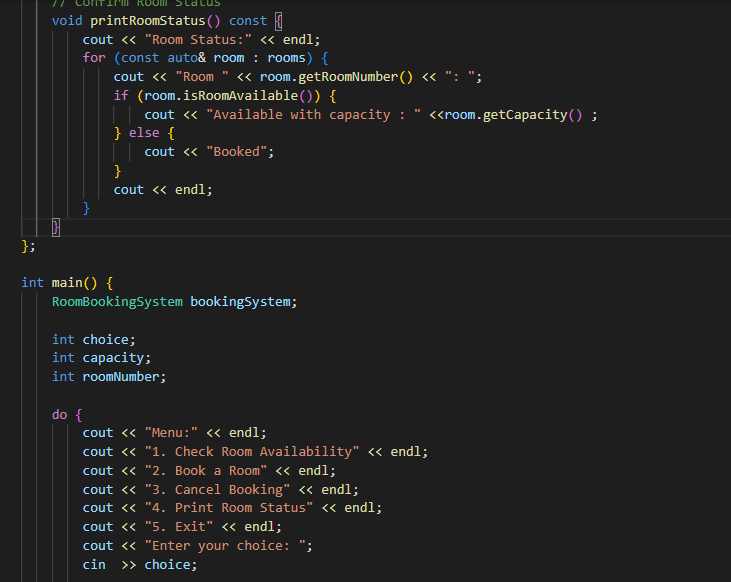 // Confirm Room Status
void printRoomStatus() const {
cout << "Room Status:" << endl;
for (const auto& room : rooms) {
cout << "Room " << room.getRoomNumber() << ": ";
if (room.isRoomAvailable()) {
cout << "Available with capacity : " <<room.getCapacity() ;
} else {
cout << "Booked";
}
cout << endl;
}
}
};
int main() {
RoomBookingSystem bookingSystem;
int choice;
int capacity;
int roomNumber;
do {
cout << "Menu:" << endl;
cout << "1. Check Room Availability" << endl;
cout << "2. Book a Room" << endl;
cout << "3. Cancel Booking" << endl;
cout << "4. Print Room Status" << endl;
cout << "5. Exit" << endl;
cout << "Enter your choice: ";
cin  >> choice;